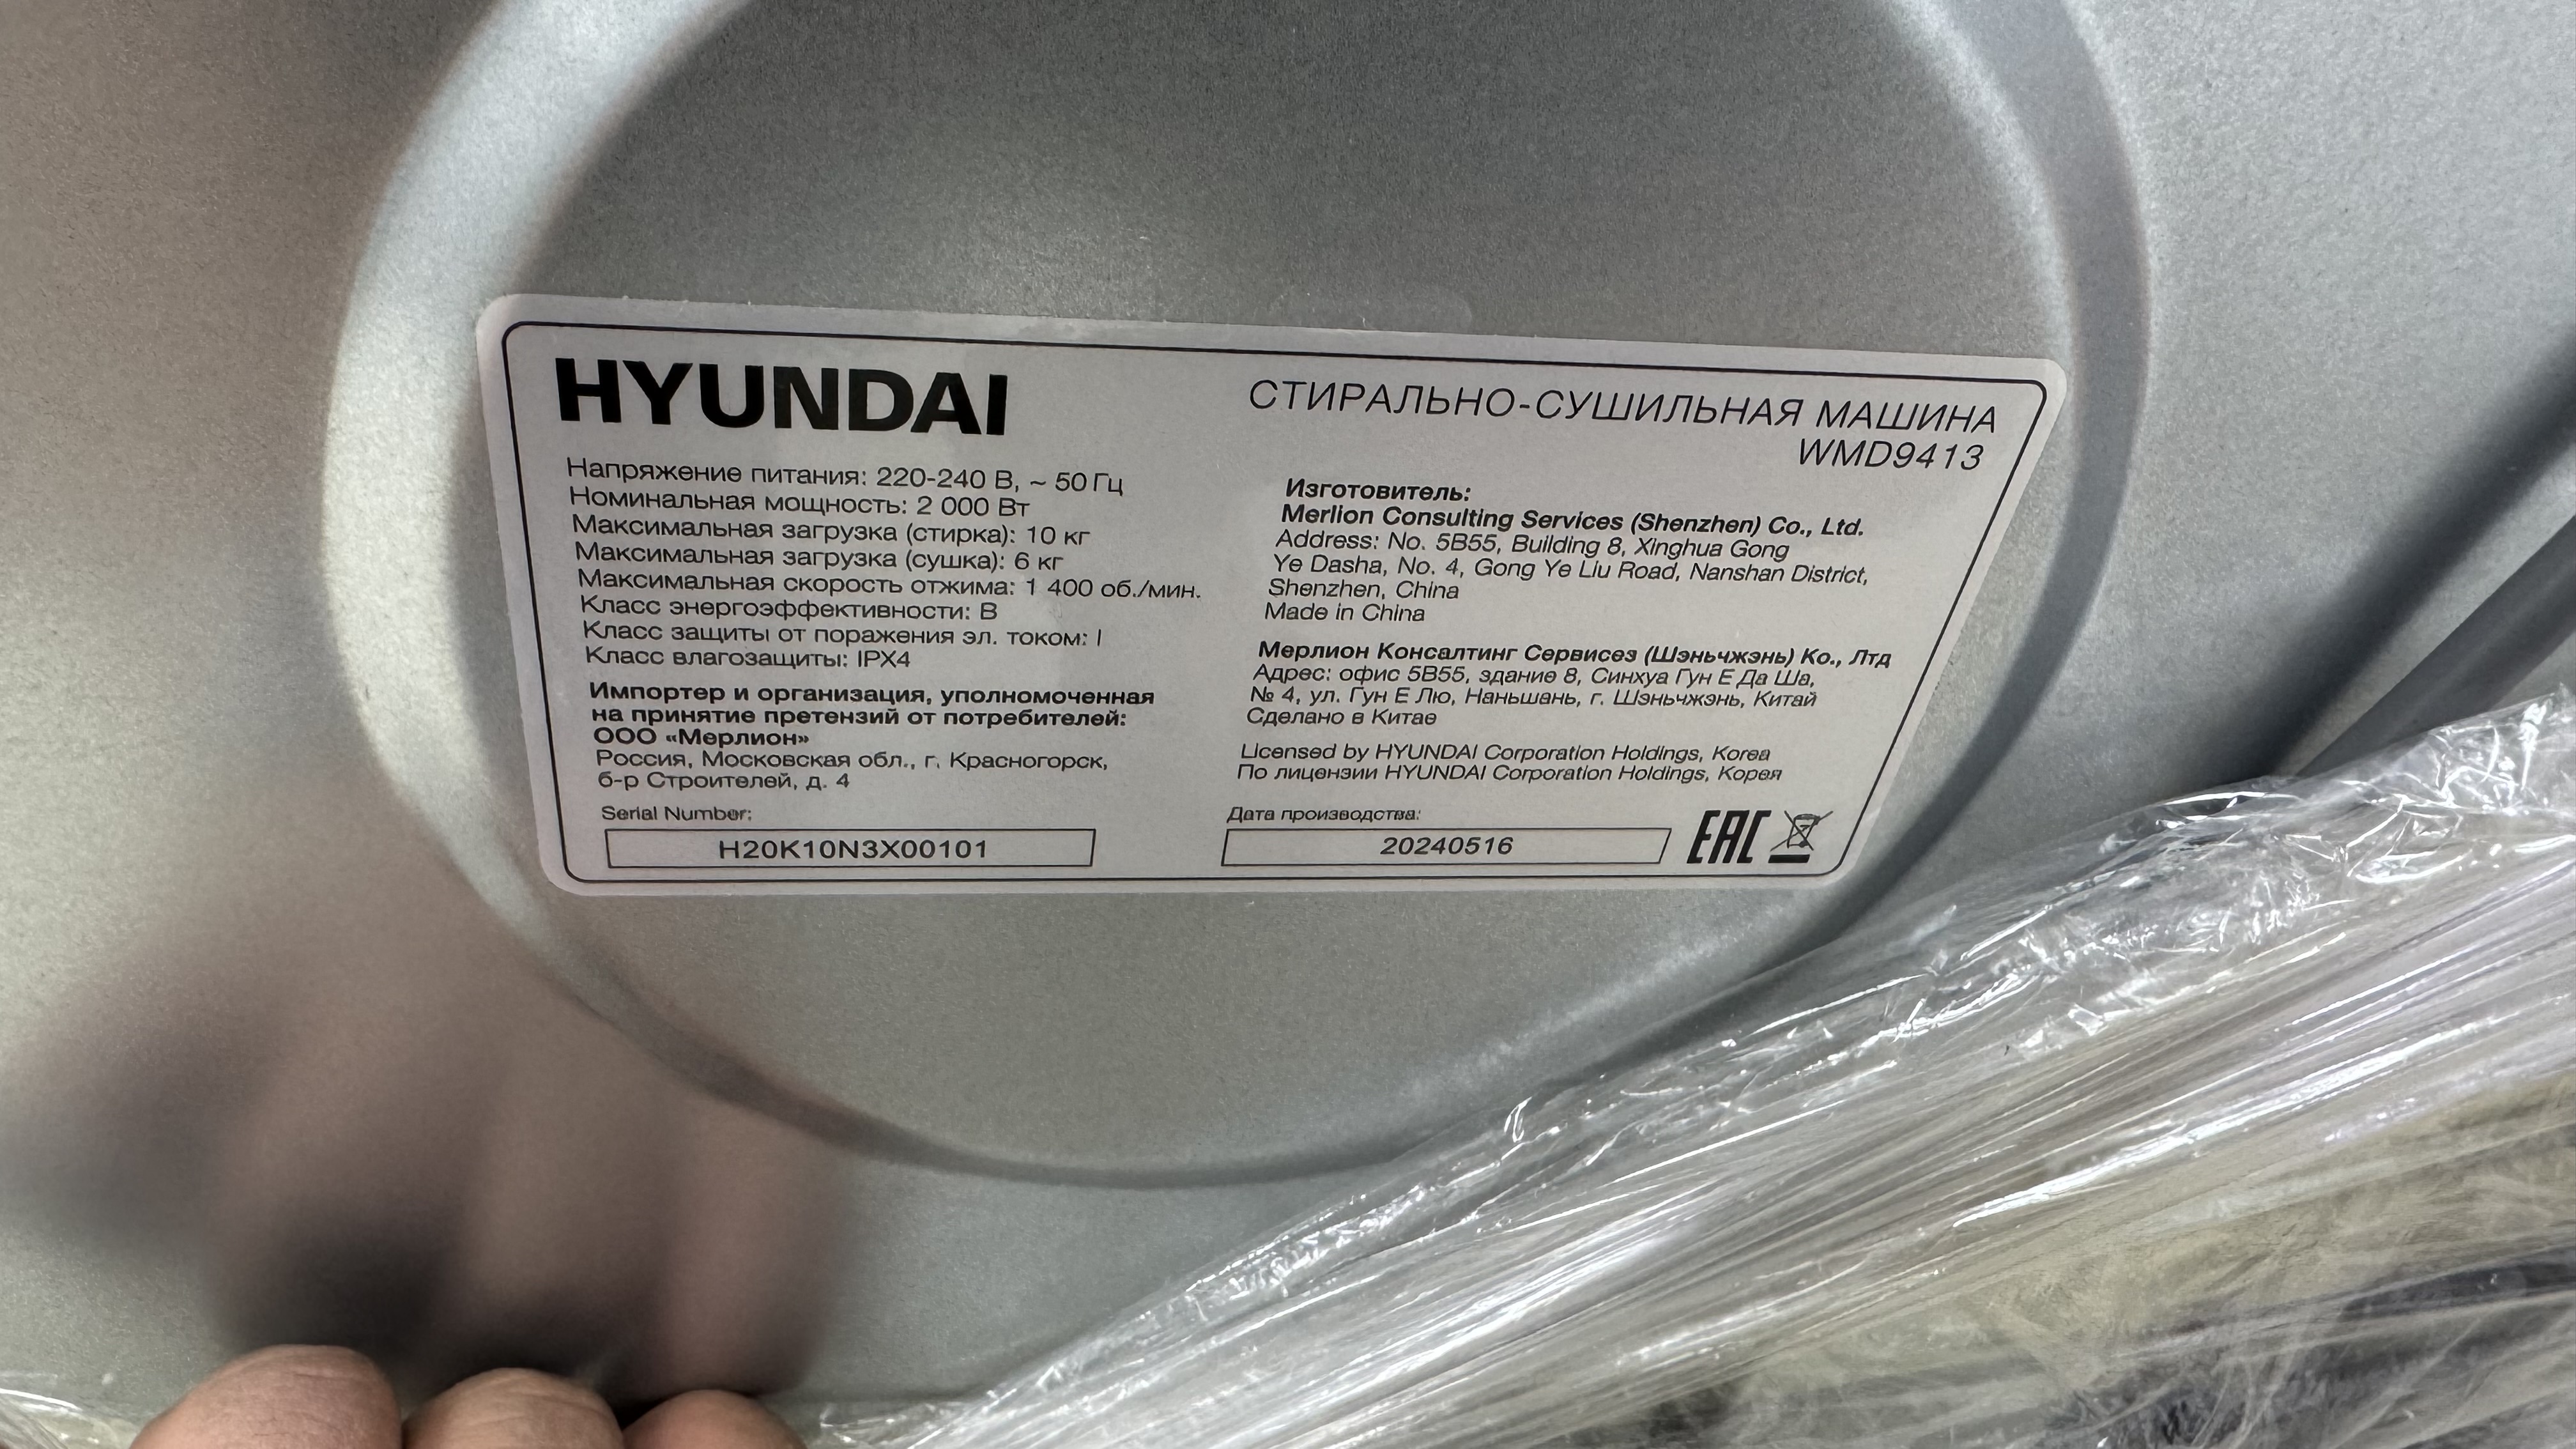 HYUNDAI
СТИРАЛЬНО-СУШИЛЬНАЯ МАШИНА
WMD9413
Напряжение питания: 220-240 В, ~ 50 Гц
Номинальная мощность: 2 000 Вт
Максимальная загрузка (стирка): 10 кг
Максимальная загрузка (сушка): 6 кг
Максимальная скорость отжима: 1 400 об./мин.
Класс энергоэффективности: B
Класс защиты от поражения эл. током: I
Класс влагозащиты: IPX4
Импортер и организация, уполномоченная
на принятие претензий от потребителей:
ООО «Мерлион»
Россия, Московская обл., г. Красногорск,
б-р Строителей, д. 4
Serial Number:
H20K10N3X00101
Изготовитель:
Merlion Consulting Services (Shenzhen) Co., Ltd.
Address: No. 5B55, Building 8, Xinghua Gong
Ye Dasha, No. 4, Gong Ye Liu Road, Nanshan District,
Shenzhen, China
Made in China
Мерлион Консалтинг Сервисез (Шэньчжэнь) Ко., Лтд
Адрес: офис 5В55, здание 8, Синхуа Гун Е Да Ша,
№ 4, ул. Гун Е Лю, Наньшань, г. Шэньчжэнь, Китай
Сделано в Китае
Licensed by HYUNDAI Corporation Holdings, Korea
По лицензии HYUNDAI Corporation Holdings, Корея
Дата производства:
20240516
EAC